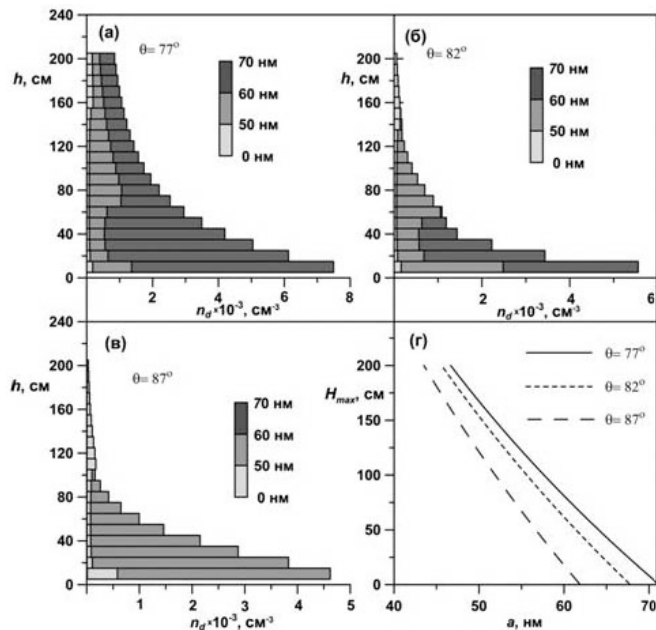 (а)
θ= 77°
h, см
240
200
160
120
80
40
0
70 нм
60 нм
50 нм
0 нм
2
4
6
8
n_d×10⁻³, см⁻³
(б)
θ= 82°
h, см
240
200
160
120
80
40
0
70 нм
60 нм
50 нм
0 нм
2
4
6
n_d×10⁻³, см⁻³
(в)
θ= 87°
h, см
240
200
160
120
80
40
0
70 нм
60 нм
50 нм
0 нм
1
2
3
4
5
n_d×10⁻³, см⁻³
(г)
H_max, см
200
150
100
50
0
θ= 77°
θ= 82°
θ= 87°
40
50
60
70
a, нм